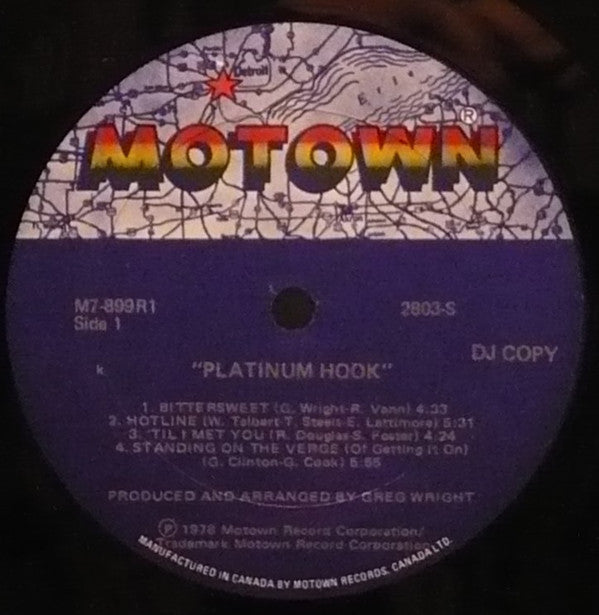 Detroit
Erie
MOTOWN®
M7-899R1
2803-S
Side 1
DJ COPY
k
"PLATINUM HOOK"
1. BITTERSWEET (G. Wright-R. Vann) 4:33
2. HOTLINE (W. Talbert-T. Steels-E. Lattimore) 5:31
3. 'TIL I MET YOU (R. Douglas-S. Foster) 4:24
4. STANDING ON THE VERGE (Of Getting It On)
(G. Clinton-G. Cook) 5:55
PRODUCED AND ARRANGED BY GREG WRIGHT
℗ 1978 Motown Record Corporation/
Trademark Motown Record Corporation
MANUFACTURED IN CANADA BY MOTOWN RECORDS, CANADA LTD.